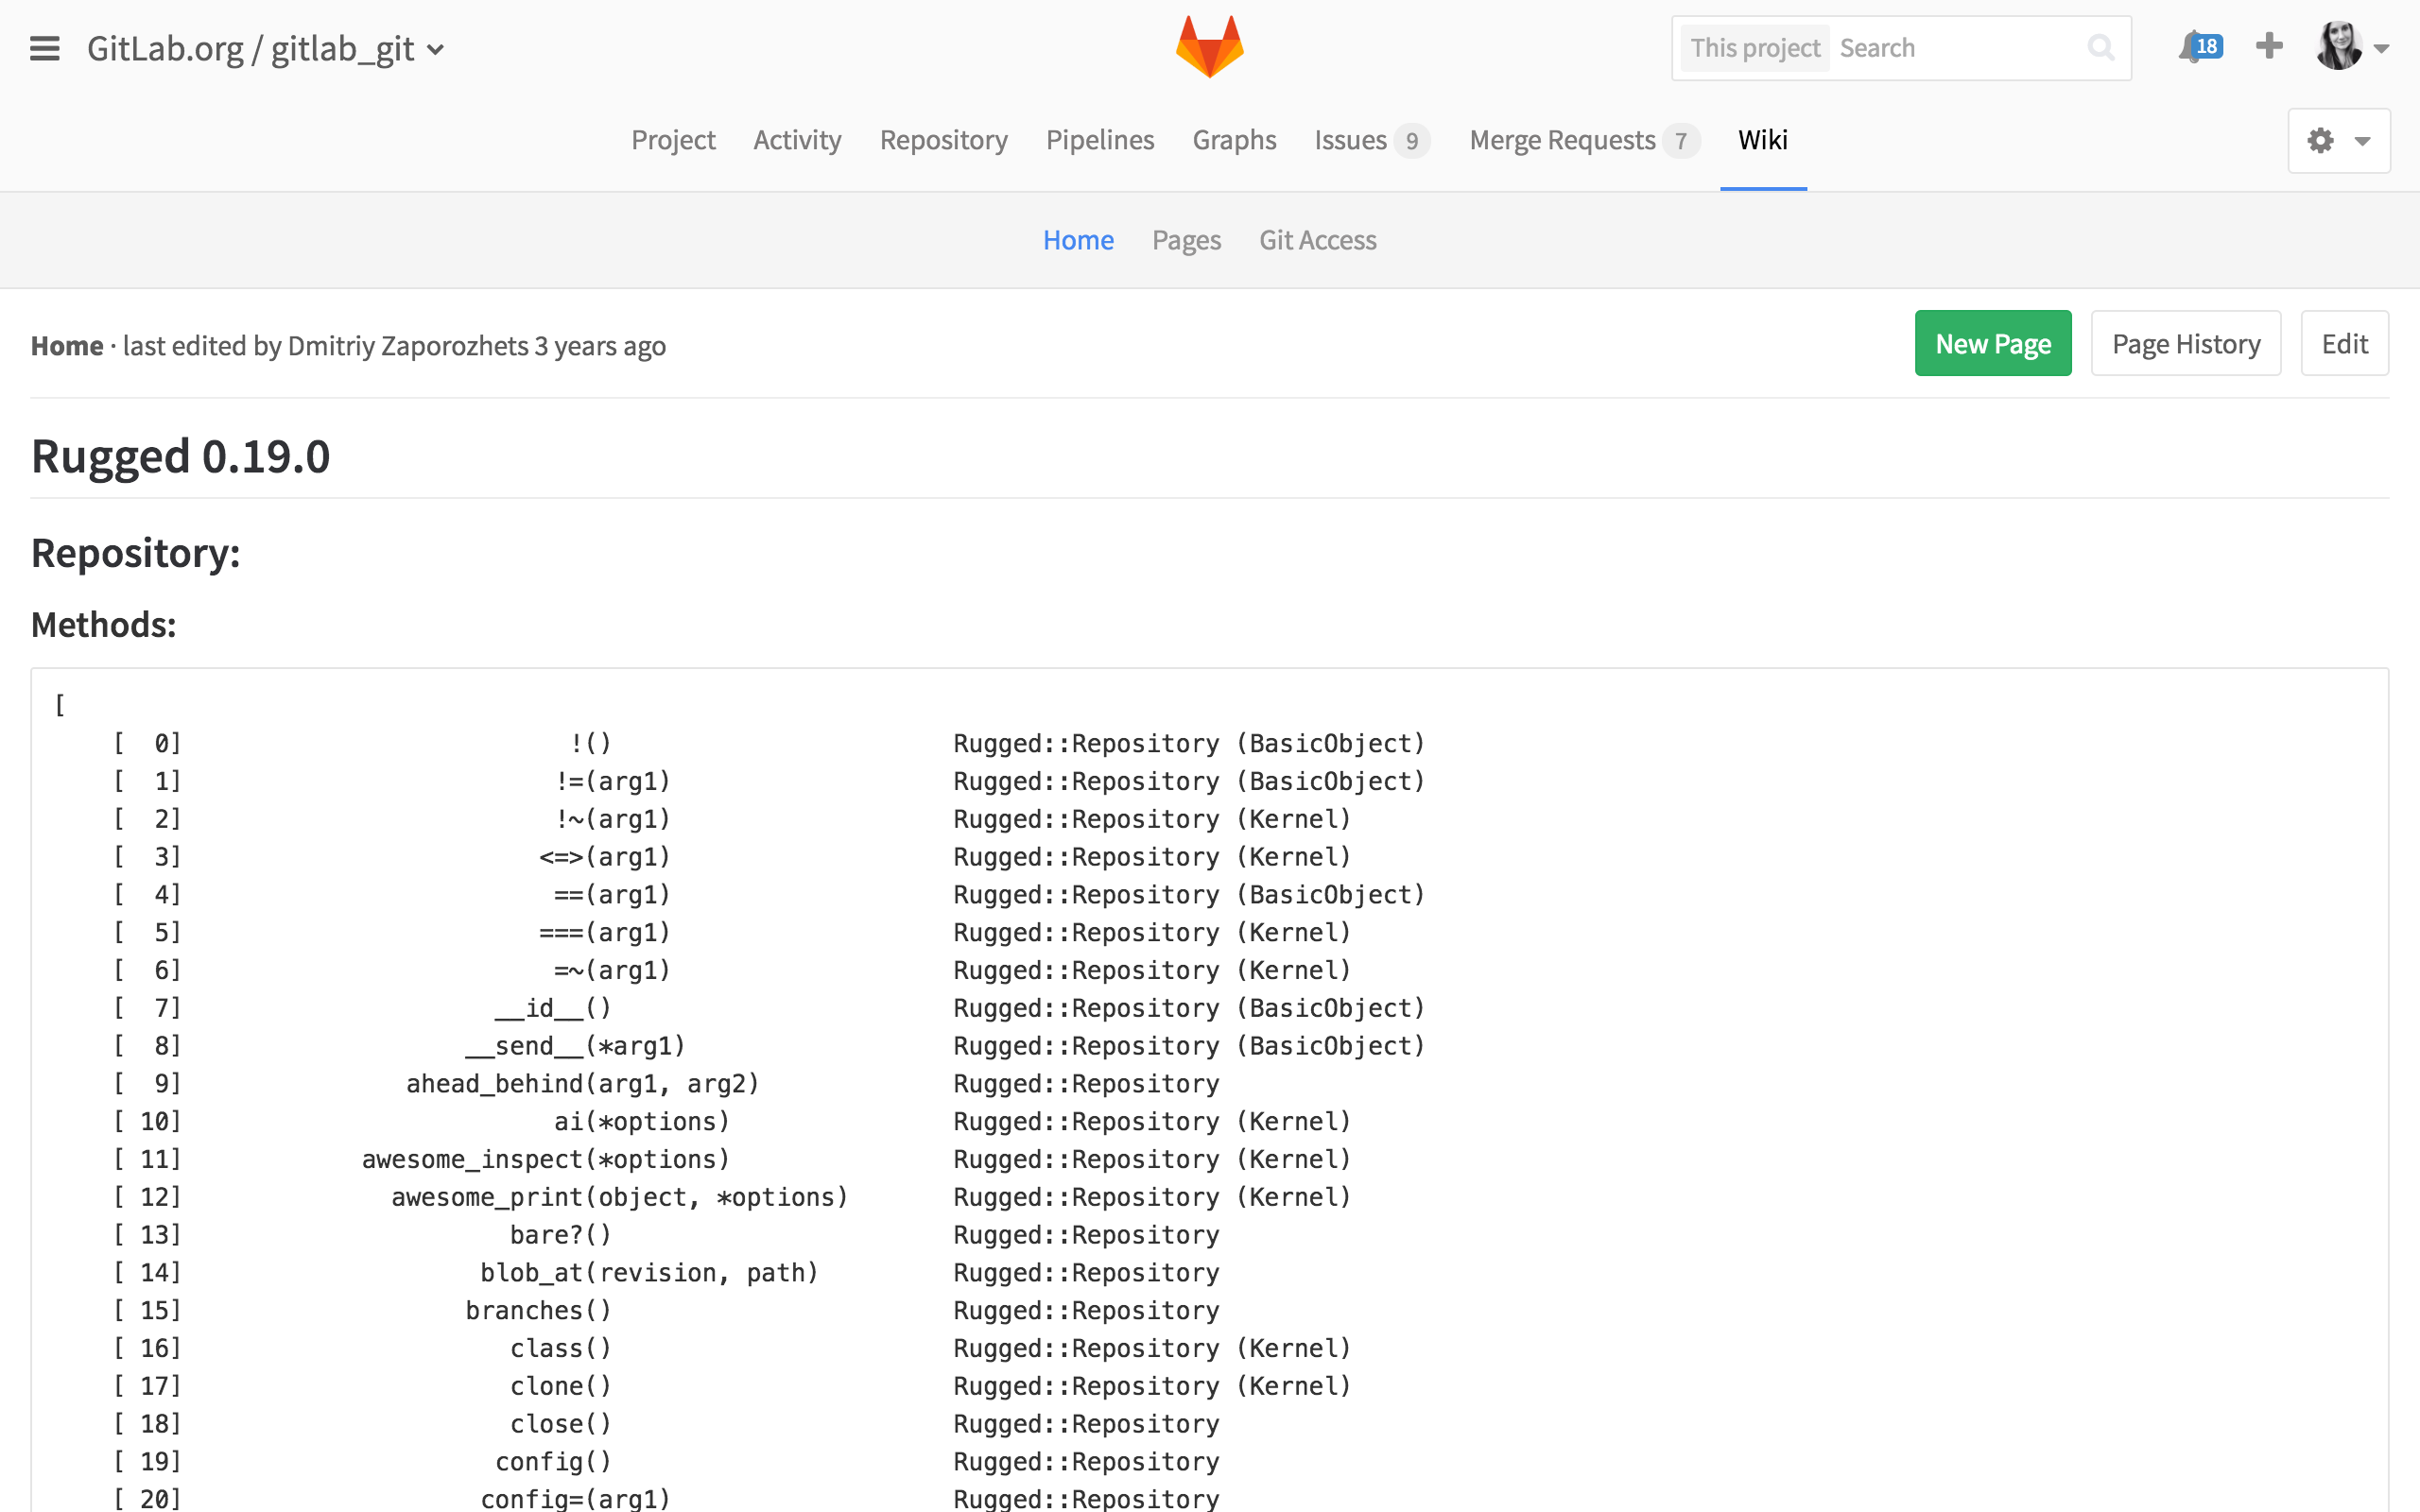 GitLab.org / gitlab_git
This project Search
18
Project Activity Repository Pipelines Graphs Issues 9 Merge Requests 7 Wiki
Home Pages Git Access
Home · last edited by Dmitriy Zaporozhets 3 years ago
New Page Page History Edit
Rugged 0.19.0
Repository:
Methods:
[
[  0] !() Rugged::Repository (BasicObject)
[  1] !=(arg1) Rugged::Repository (BasicObject)
[  2] !~(arg1) Rugged::Repository (Kernel)
[  3] <=>(arg1) Rugged::Repository (Kernel)
[  4] ==(arg1) Rugged::Repository (BasicObject)
[  5] ===(arg1) Rugged::Repository (Kernel)
[  6] =~(arg1) Rugged::Repository (Kernel)
[  7] __id__() Rugged::Repository (BasicObject)
[  8] __send__(*arg1) Rugged::Repository (BasicObject)
[  9] ahead_behind(arg1, arg2) Rugged::Repository
[ 10] ai(*options) Rugged::Repository (Kernel)
[ 11] awesome_inspect(*options) Rugged::Repository (Kernel)
[ 12] awesome_print(object, *options) Rugged::Repository (Kernel)
[ 13] bare?() Rugged::Repository
[ 14] blob_at(revision, path) Rugged::Repository
[ 15] branches() Rugged::Repository
[ 16] class() Rugged::Repository (Kernel)
[ 17] clone() Rugged::Repository (Kernel)
[ 18] close() Rugged::Repository
[ 19] config() Rugged::Repository
[ 20] config=(arg1) Rugged::Repository